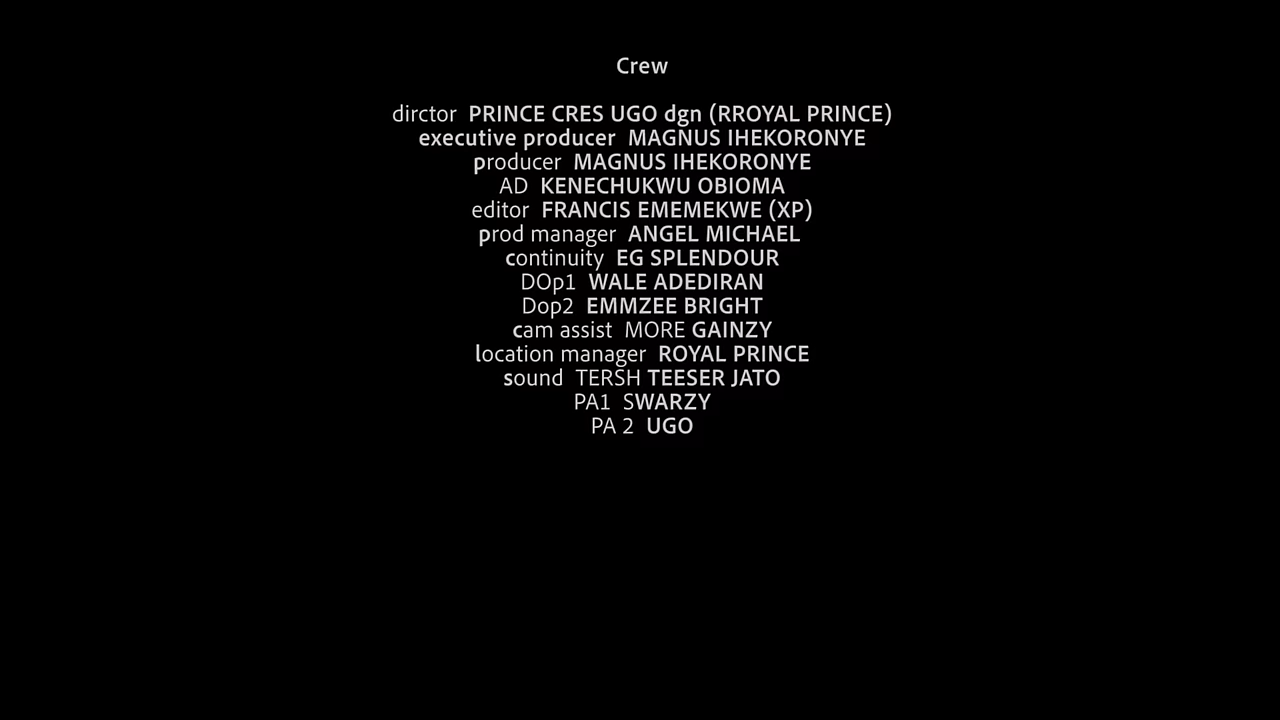 Crew
dirctor PRINCE CRES UGO dgn (RROYAL PRINCE)
executive producer MAGNUS IHEKORONYE
producer MAGNUS IHEKORONYE
AD KENECHUKWU OBIOMA
editor FRANCIS EMEMEKWE (XP)
prod manager ANGEL MICHAEL
continuity EG SPLENDOUR
DOp1 WALE ADEDIRAN
Dop2 EMMZEE BRIGHT
cam assist MORE GAINZY
location manager ROYAL PRINCE
sound TERSH TEESER JATO
PA1 SWARZY
PA 2 UGO